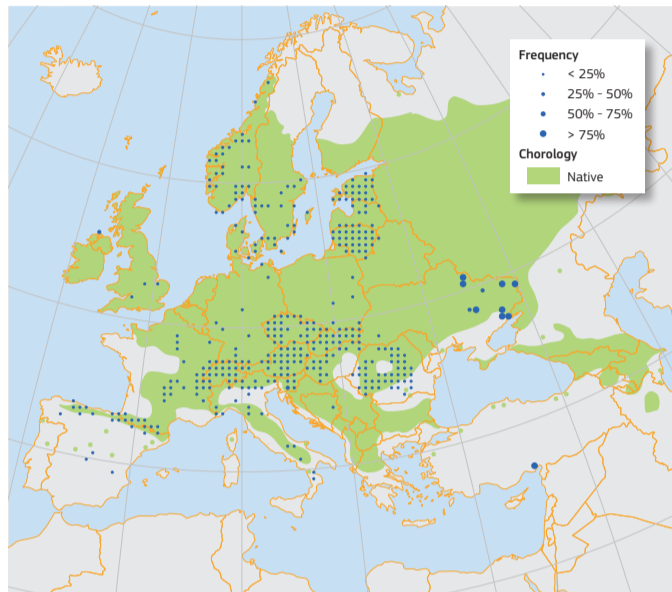 Frequency
< 25%
25% - 50%
50% - 75%
> 75%
Chorology
Native